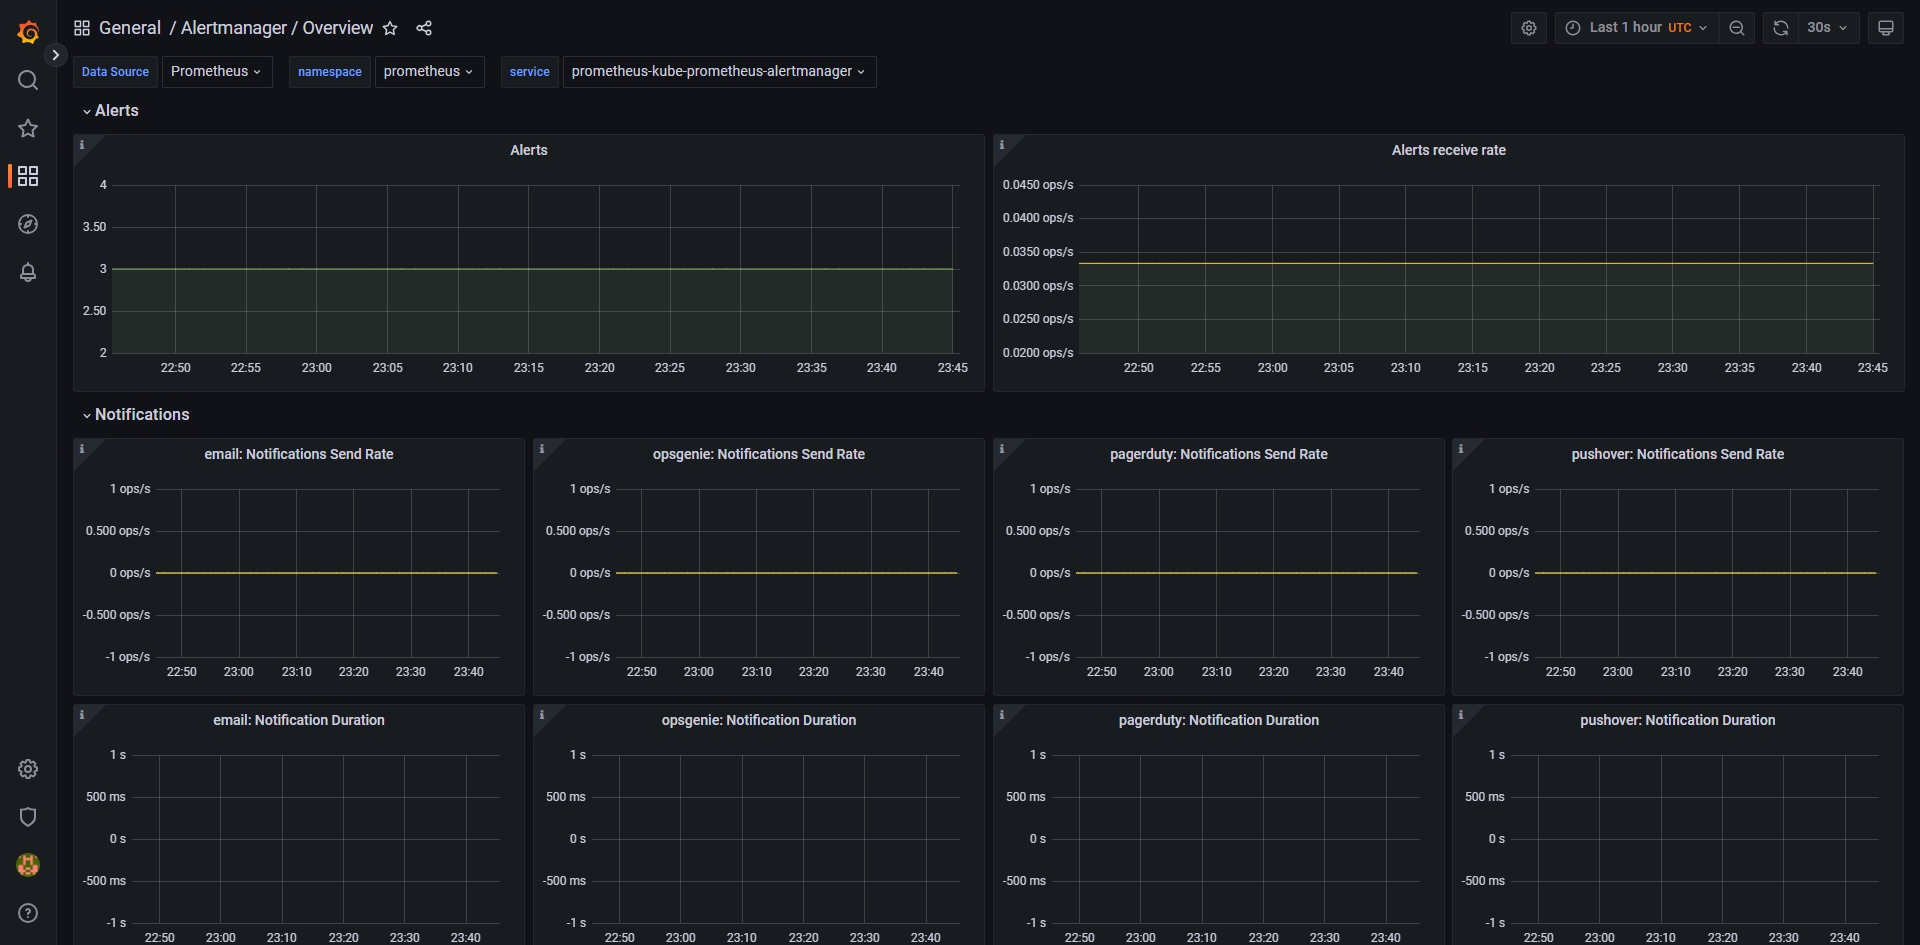 General / Alertmanager / Overview
Last 1 hour UTC
30s
Data Source Prometheus namespace prometheus service prometheus-kube-prometheus-alertmanager
Alerts
Alerts
4
3.50
3
2.50
2
22:50 22:55 23:00 23:05 23:10 23:15 23:20 23:25 23:30 23:35 23:40 23:45
Alerts receive rate
0.0450 ops/s
0.0400 ops/s
0.0350 ops/s
0.0300 ops/s
0.0250 ops/s
0.0200 ops/s
22:50 22:55 23:00 23:05 23:10 23:15 23:20 23:25 23:30 23:35 23:40 23:45
Notifications
email: Notifications Send Rate
1 ops/s
0.500 ops/s
0 ops/s
-0.500 ops/s
-1 ops/s
22:50 23:00 23:10 23:20 23:30 23:40
opsgenie: Notifications Send Rate
1 ops/s
0.500 ops/s
0 ops/s
-0.500 ops/s
-1 ops/s
22:50 23:00 23:10 23:20 23:30 23:40
pagerduty: Notifications Send Rate
1 ops/s
0.500 ops/s
0 ops/s
-0.500 ops/s
-1 ops/s
22:50 23:00 23:10 23:20 23:30 23:40
pushover: Notifications Send Rate
1 ops/s
0.500 ops/s
0 ops/s
-0.500 ops/s
-1 ops/s
22:50 23:00 23:10 23:20 23:30 23:40
email: Notification Duration
1 s
500 ms
0 s
-500 ms
-1 s
22:50 23:00 23:10 23:20 23:30 23:40
opsgenie: Notification Duration
1 s
500 ms
0 s
-500 ms
-1 s
22:50 23:00 23:10 23:20 23:30 23:40
pagerduty: Notification Duration
1 s
500 ms
0 s
-500 ms
-1 s
22:50 23:00 23:10 23:20 23:30 23:40
pushover: Notification Duration
1 s
500 ms
0 s
-500 ms
-1 s
22:50 23:00 23:10 23:20 23:30 23:40